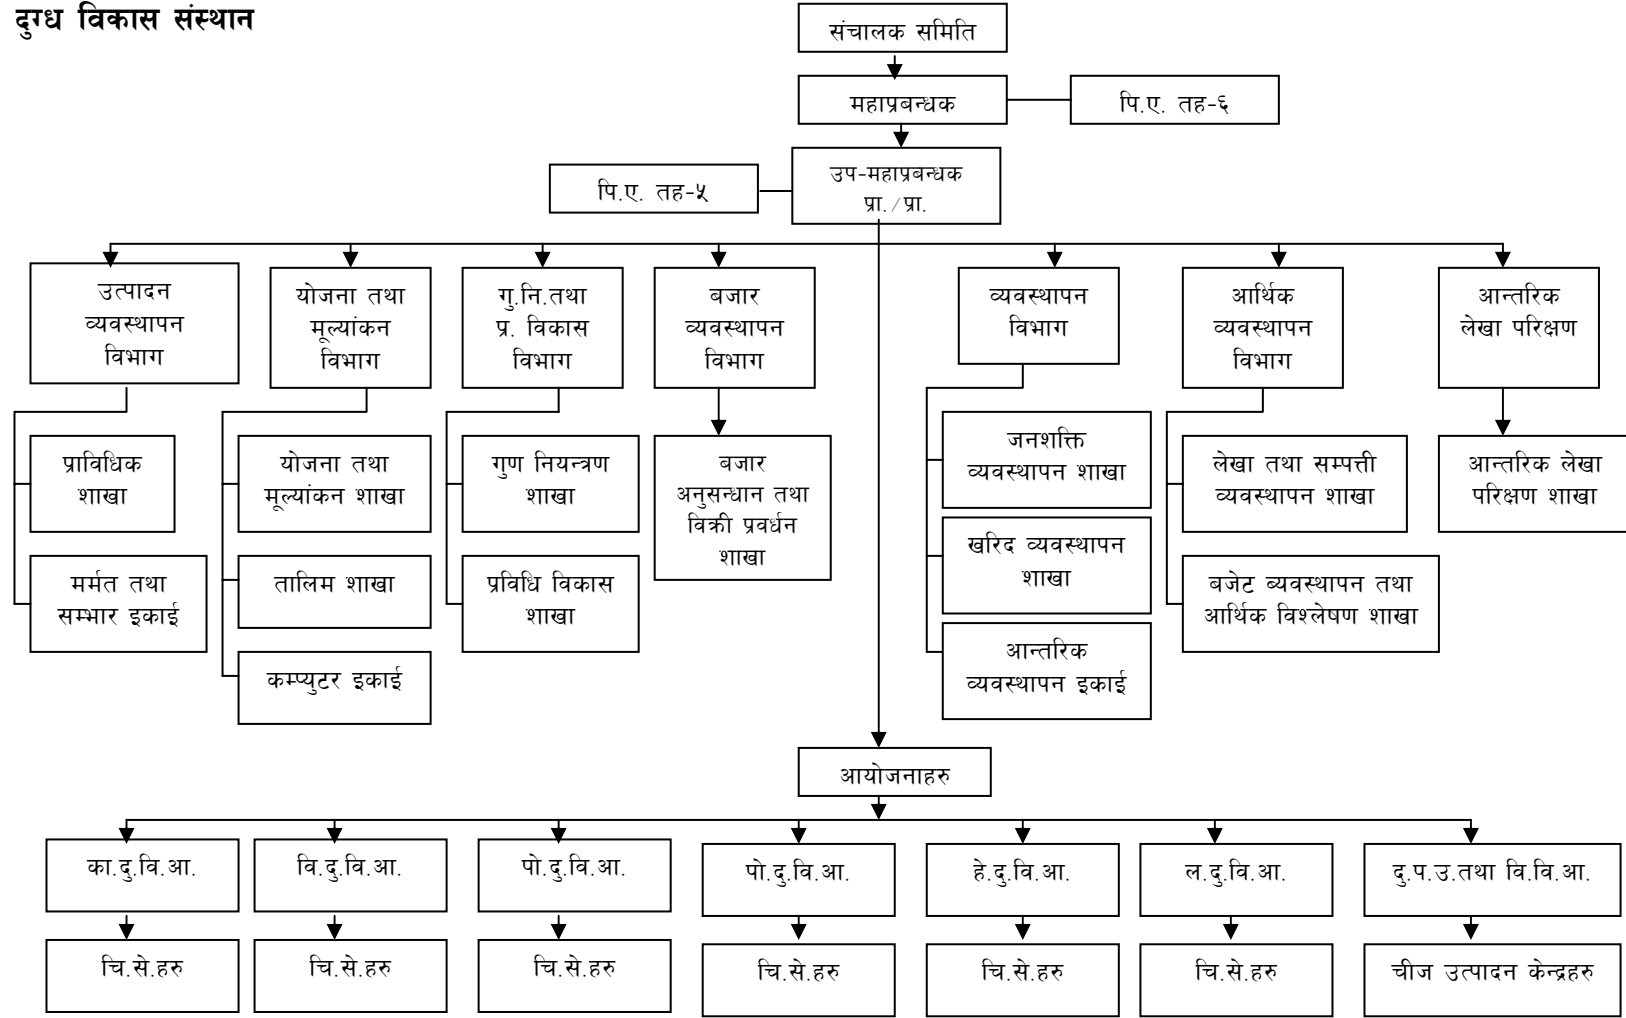 दुग्ध विकास संस्थान
संचालक समिति
महाप्रबन्धक
पि.ए. तह-६
उप-महाप्रबन्धक
प्रा./प्रा.
पि.ए. तह-५
उत्पादन
व्यवस्थापन
विभाग
योजना तथा
मूल्यांकन
विभाग
गु.नि.तथा
प्र. विकास
विभाग
बजार
व्यवस्थापन
विभाग
व्यवस्थापन
विभाग
आर्थिक
व्यवस्थापन
विभाग
आन्तरिक
लेखा परिक्षण
प्राविधिक
शाखा
मर्मत तथा
सम्भार इकाई
योजना तथा
मूल्यांकन शाखा
तालिम शाखा
कम्प्युटर इकाई
गुण नियन्त्रण
शाखा
प्रविधि विकास
शाखा
बजार
अनुसन्धान तथा
विक्री प्रवर्धन
शाखा
जनशक्ति
व्यवस्थापन शाखा
खरिद व्यवस्थापन
शाखा
आन्तरिक
व्यवस्थापन इकाई
लेखा तथा सम्पत्ती
व्यवस्थापन शाखा
बजेट ब्यवस्थापन तथा
आर्थिक विश्लेषण शाखा
आन्तरिक लेखा
परिक्षण शाखा
आयोजनाहरु
का.दु.वि.आ.
वि.दु.वि.आ.
पो.दु.वि.आ.
पो.दु.वि.आ.
हे.दु.वि.आ.
ल.दु.वि.आ.
दु.प.उ.तथा वि.वि.आ.
चि.से.हरु
चि.से.हरु
चि.से.हरु
चि.से.हरु
चि.से.हरु
चि.से.हरु
चीज उत्पादन केन्द्रहरु